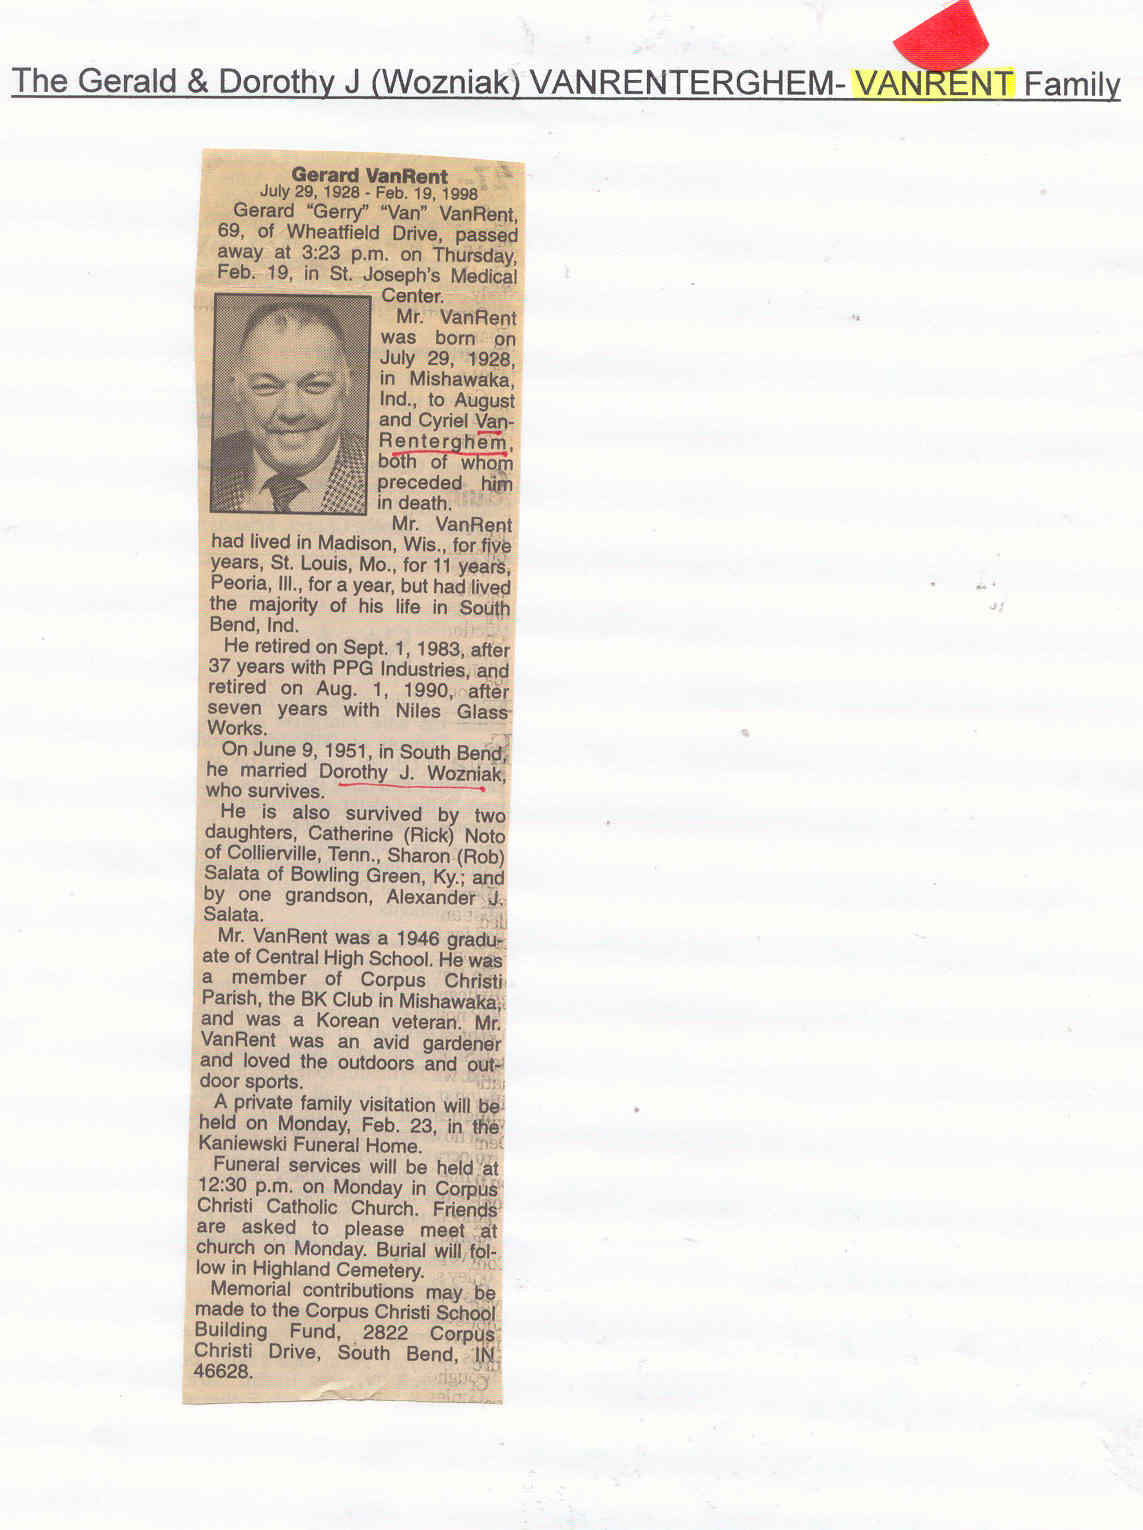 The Gerald & Dorothy J (Wozniak) VANRENTERGHEM- VANRENT Family
Gerard VanRent
July 29, 1928 - Feb. 19, 1998
Gerard “Gerry” “Van” VanRent,
69, of Wheatfield Drive, passed
away at 3:23 p.m. on Thursday,
Feb. 19, in St. Joseph’s Medical
Center.
Mr. VanRent
was born on
July 29, 1928,
in Mishawaka,
Ind., to August
and Cyriel Van-
Renterghem,
both of whom
preceded him
in death.
Mr. VanRent
had lived in Madison, Wis., for five
years, St. Louis, Mo., for 11 years,
Peoria, Ill., for a year, but had lived
the majority of his life in South
Bend, Ind.
He retired on Sept. 1, 1983, after
37 years with PPG Industries, and
retired on Aug. 1, 1990, after
seven years with Niles Glass
Works.
On June 9, 1951, in South Bend,
he married Dorothy J. Wozniak,
who survives.
He is also survived by two
daughters, Catherine (Rick) Noto
of Collierville, Tenn., Sharon (Rob)
Salata of Bowling Green, Ky.; and
by one grandson, Alexander J.
Salata.
Mr. VanRent was a 1946 gradu-
ate of Central High School. He was
a member of Corpus Christi
Parish, the BK Club in Mishawaka,
and was a Korean veteran. Mr.
VanRent was an avid gardener
and loved the outdoors and out-
door sports.
A private family visitation will be
held on Monday, Feb. 23, in the
Kaniewski Funeral Home.
Funeral services will be held at
12:30 p.m. on Monday in Corpus
Christi Catholic Church. Friends
are asked to please meet at
church on Monday. Burial will fol-
low in Highland Cemetery.
Memorial contributions may be
made to the Corpus Christi School
Building Fund, 2822 Corpus
Christi Drive, South Bend, IN
46628.